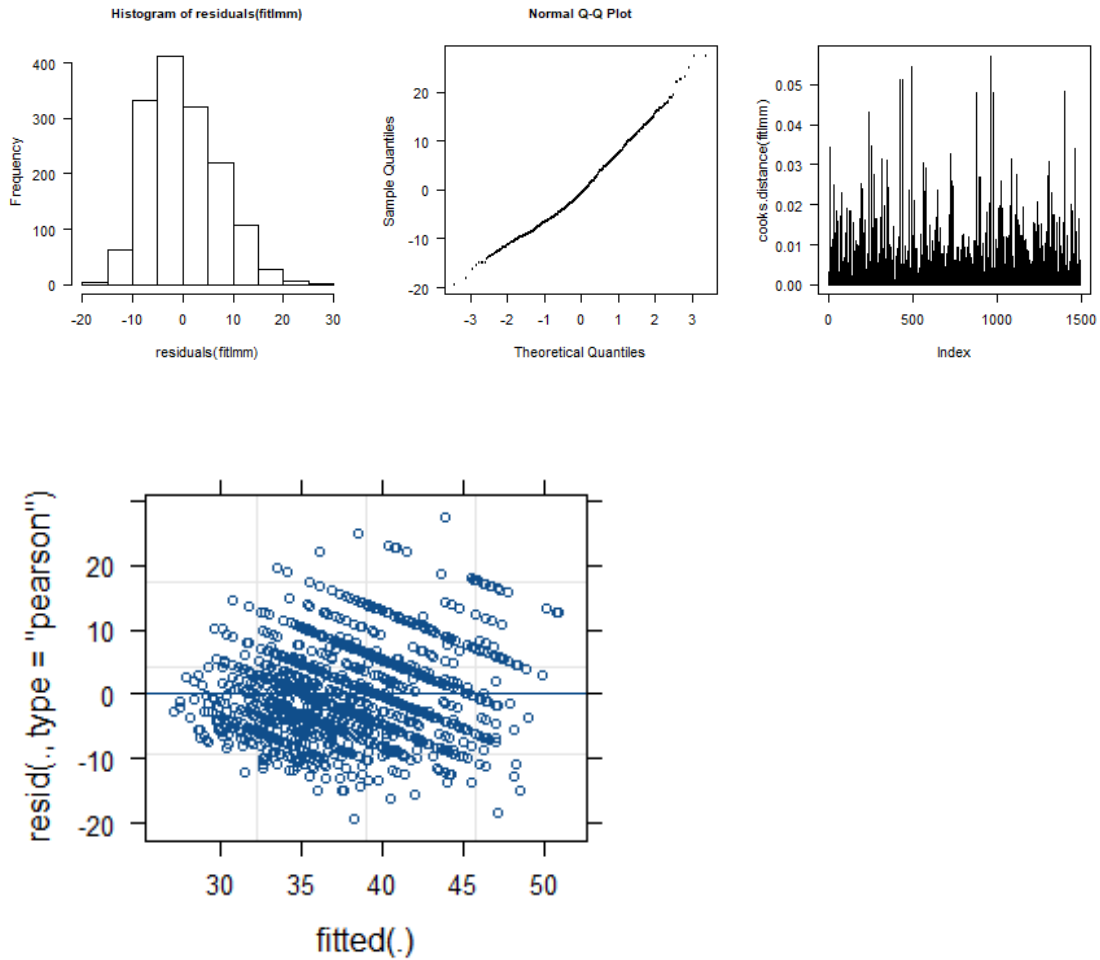 Histogram of residuals(fitlmm)
Frequency
400
300
200
100
0
-20 -10 0 10 20 30
residuals(fitlmm)
Normal Q-Q Plot
Sample Quantiles
20
10
0
-10
-20
-3 -2 -1 0 1 2 3
Theoretical Quantiles
cooks.distance(fitlmm)
0.05
0.04
0.03
0.02
0.01
0.00
0 500 1000 1500
Index
resid(., type = "pearson")
20
10
0
-10
-20
30 35 40 45 50
fitted(.)